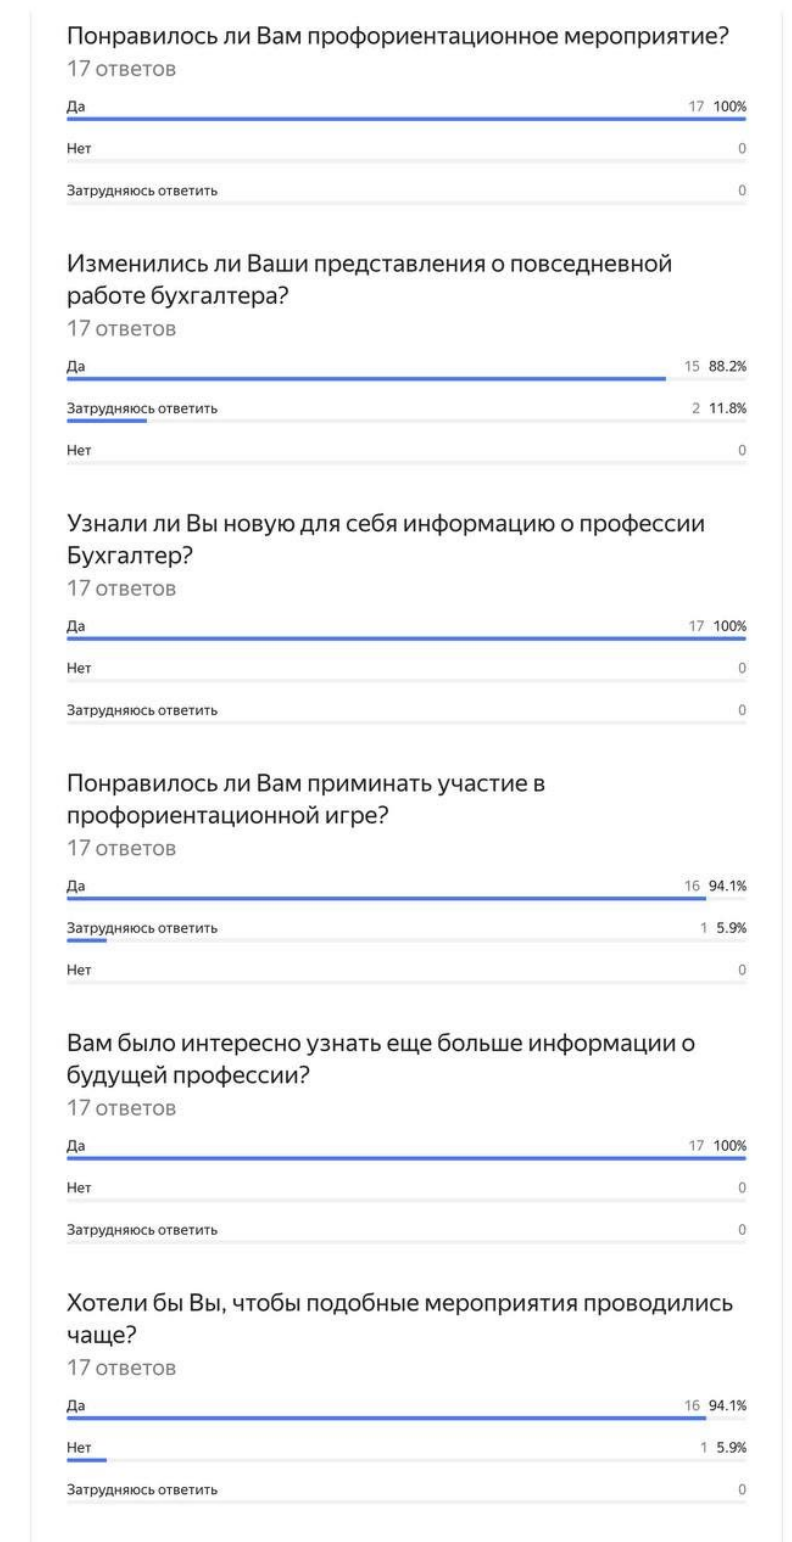 Понравилось ли Вам профориентационное мероприятие?
17 ответов
Да 17 100%
Нет 0
Затрудняюсь ответить 0
Изменились ли Ваши представления о повседневной
работе бухгалтера?
17 ответов
Да 15 88.2%
Затрудняюсь ответить 2 11.8%
Нет 0
Узнали ли Вы новую для себя информацию о профессии
Бухгалтер?
17 ответов
Да 17 100%
Нет 0
Затрудняюсь ответить 0
Понравилось ли Вам приминать участие в
профориентационной игре?
17 ответов
Да 16 94.1%
Затрудняюсь ответить 1 5.9%
Нет 0
Вам было интересно узнать еще больше информации о
будущей профессии?
17 ответов
Да 17 100%
Нет 0
Затрудняюсь ответить 0
Хотели бы Вы, чтобы подобные мероприятия проводились
чаще?
17 ответов
Да 16 94.1%
Нет 1 5.9%
Затрудняюсь ответить 0